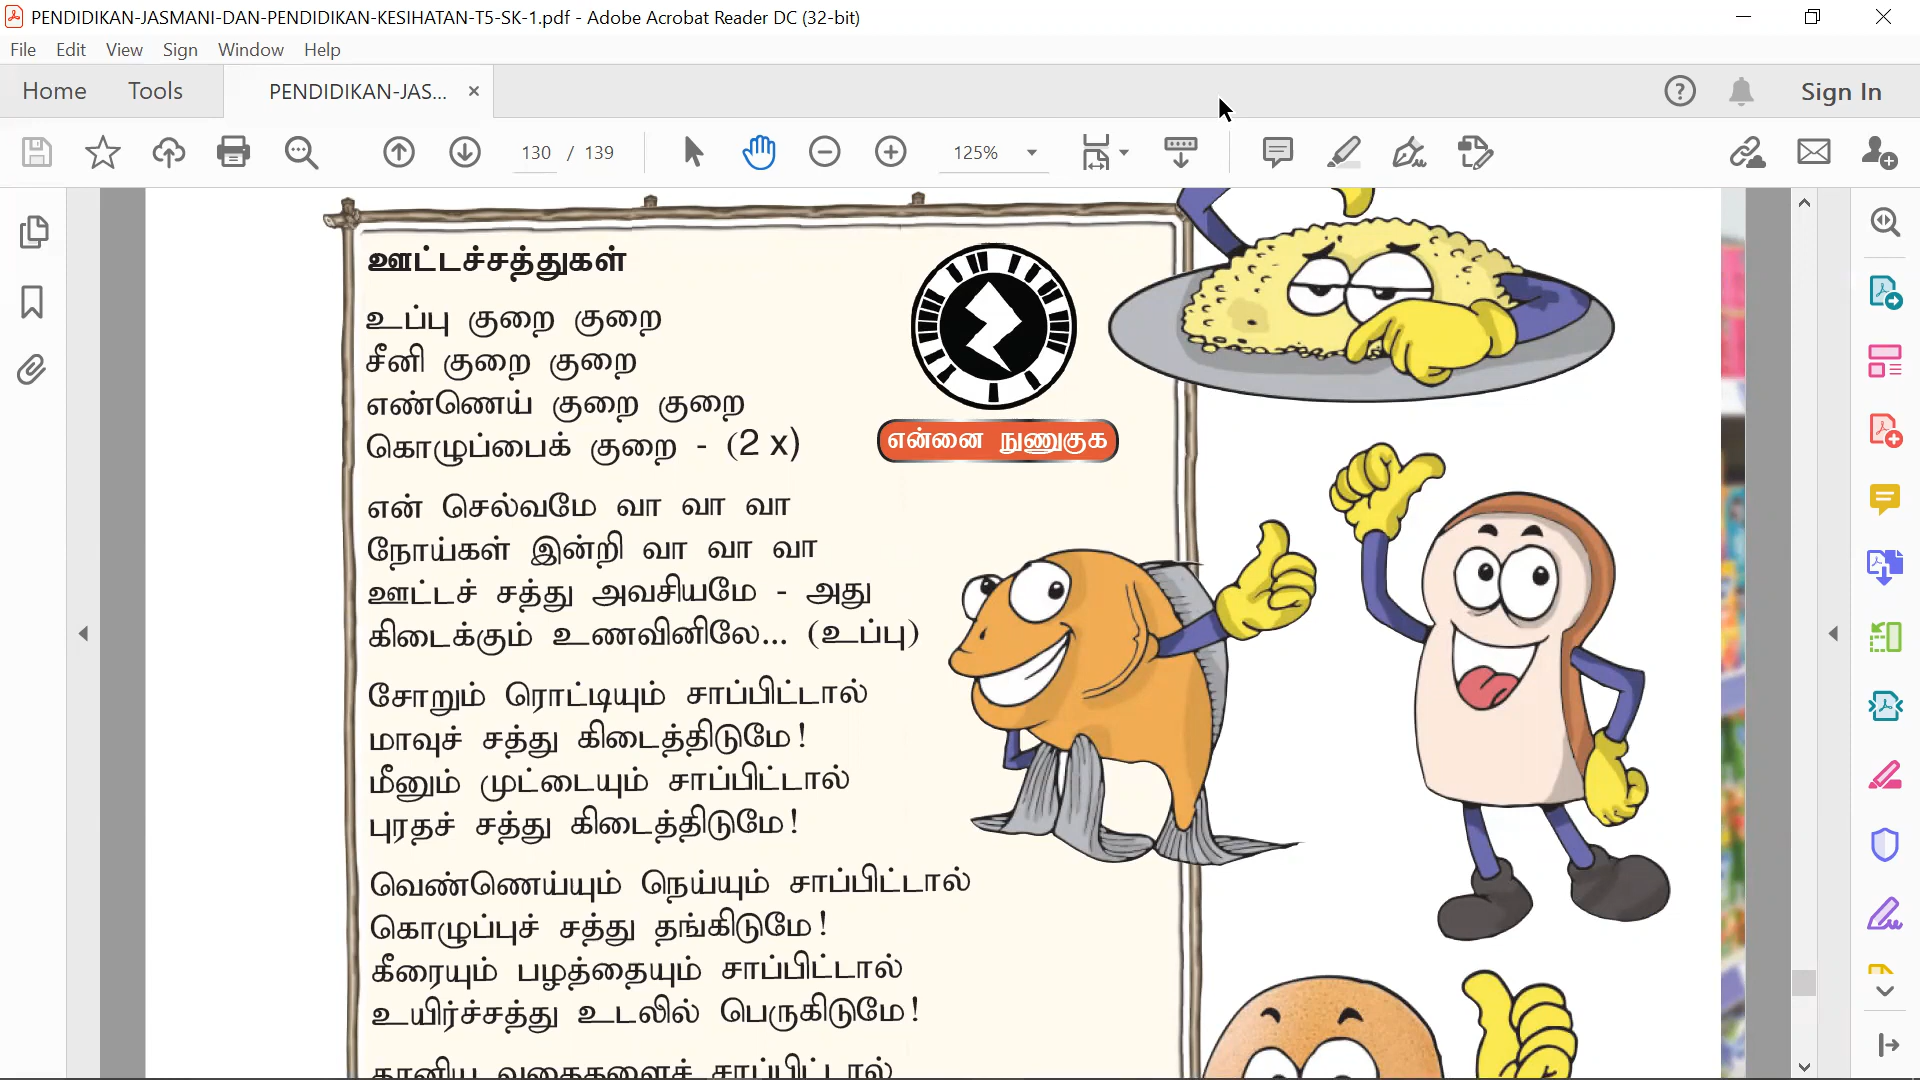 PENDIDIKAN-JASMANI-DAN-PENDIDIKAN-KESIHATAN-T5-SK-1.pdf - Adobe Acrobat Reader DC (32-bit)
File Edit View Sign Window Help
Home Tools PENDIDIKAN-JAS... Sign In
130 / 139 125%
ஊட்டச்சத்துகள்
உப்பு குறை குறை
சீனி குறை குறை
எண்ணெய் குறை குறை
கொழுப்பைக் குறை - (2 x)
என்னை நுணுகுக
என் செல்வமே வா வா வா
நோய்கள் இன்றி வா வா வா
ஊட்டச் சத்து அவசியமே - அது
கிடைக்கும் உணவினிலே... (உப்பு)
சோறும் ரொட்டியும் சாப்பிட்டால்
மாவுச் சத்து கிடைத்திடுமே!
மீனும் முட்டையும் சாப்பிட்டால்
புரதச் சத்து கிடைத்திடுமே!
வெண்ணெய்யும் நெய்யும் சாப்பிட்டால்
கொழுப்புச் சத்து தங்கிடுமே!
கீரையும் பழத்தையும் சாப்பிட்டால்
உயிர்ச்சத்து உடலில் பெருகிடுமே!
தானிய வகைகளைச் சாப்பிட்டால்